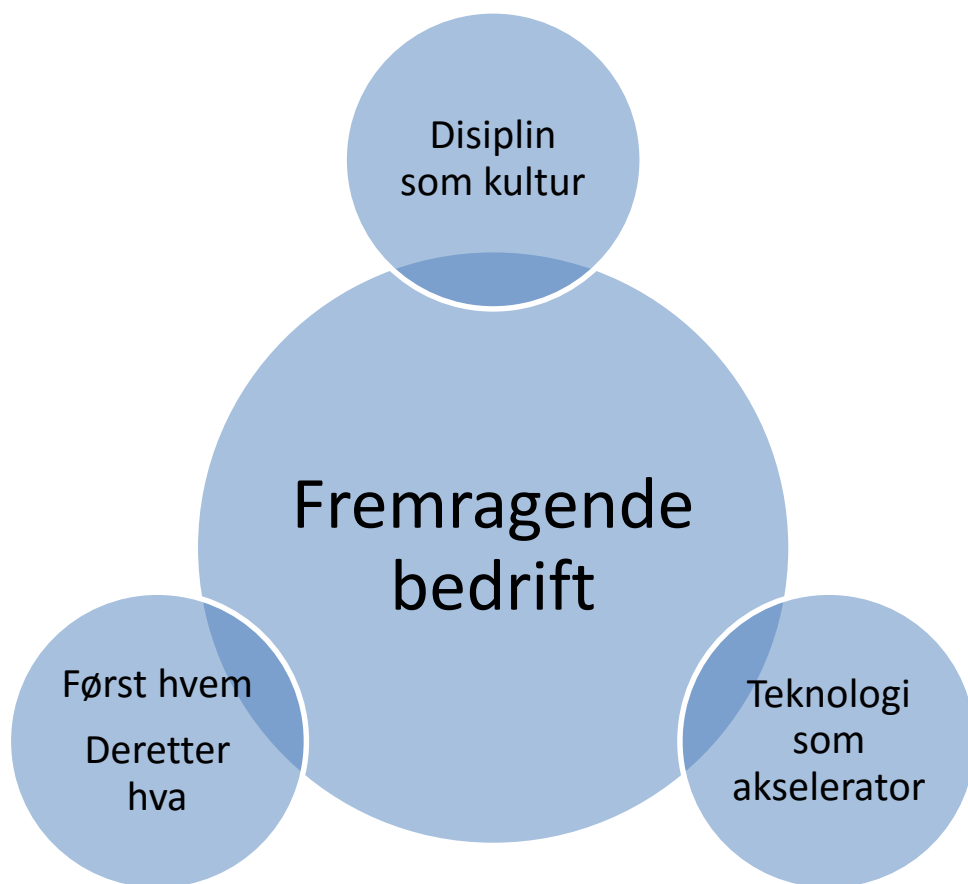 Disiplin
som kultur
Fremragende
bedrift
Først hvem
Deretter
hva
Teknologi
som
akselerator